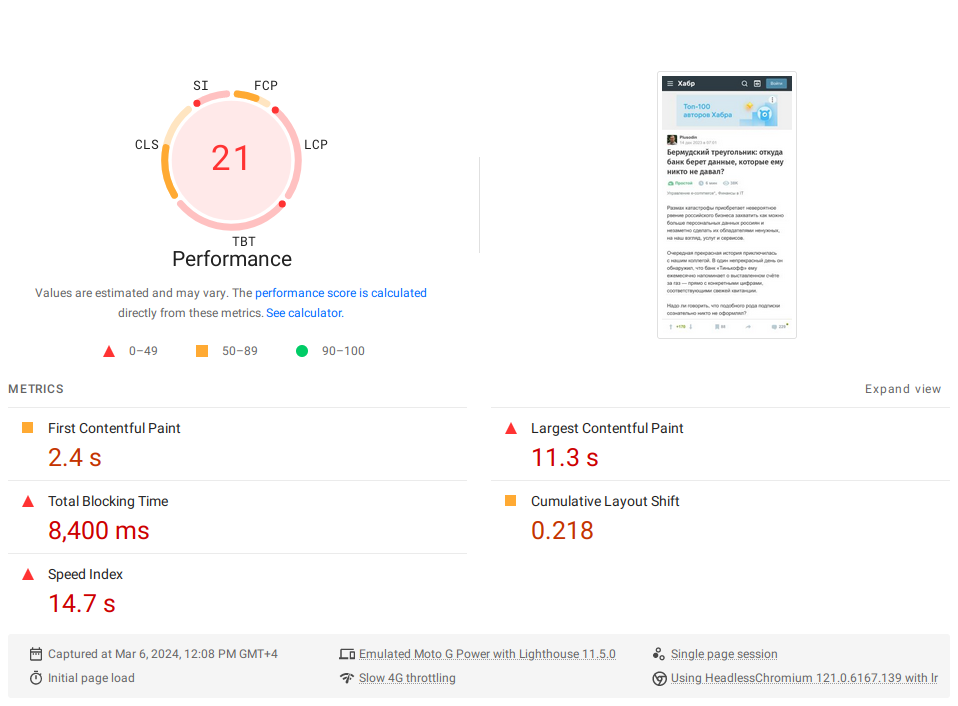 SI
FCP
CLS
LCP
21
TBT
Performance
Values are estimated and may vary. The performance score is calculated
directly from these metrics. See calculator.
0–49
50–89
90–100
Хабр
Войти
Топ-100
авторов Хабра
Бермудский треугольник: откуда
банк берет данные, которые ему
никто не давал?
Простой
Размах катастрофы приобретает невероятное
рвение российского бизнеса захватить как можно
больше персональных данных россиян и
незаметно сделать их обладателями ненужных,
на наш взгляд, услуг и сервисов.
Очередная прекрасная история приключилась
с нашим коллегой. В один непрекрасный день он
обнаружил, что банк «Тинькофф» ему
ежемесячно напоминает о выставленном счёте
за газ — прямо с конкретными цифрами,
соответствующими свежей квитанции.
Надо ли говорить, что подобного рода подписки
сознательно никто не оформлял?
METRICS
Expand view
First Contentful Paint
2.4 s
Largest Contentful Paint
11.3 s
Total Blocking Time
8,400 ms
Cumulative Layout Shift
0.218
Speed Index
14.7 s
Captured at Mar 6, 2024, 12:08 PM GMT+4
Emulated Moto G Power with Lighthouse 11.5.0
Single page session
Initial page load
Slow 4G throttling
Using HeadlessChromium 121.0.6167.139 with lr